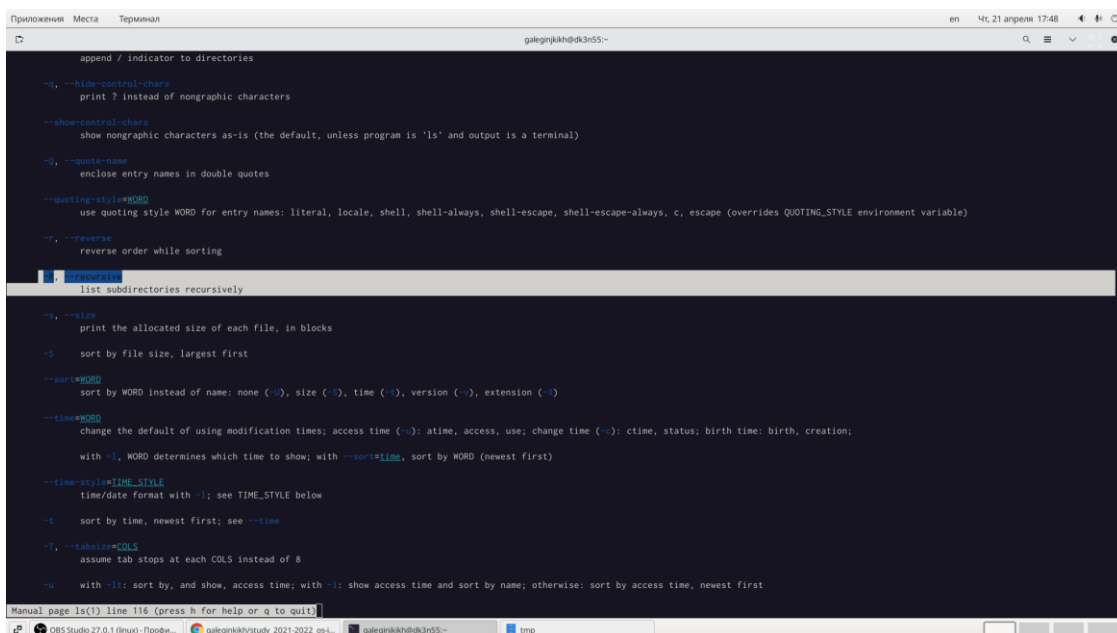 Приложения Места Терминал en Чт, 21 апреля 17:48
galeginjkikh@dk3n55:~
append / indicator to directories
-q, --hide-control-chars
print ? instead of nongraphic characters
--show-control-chars
show nongraphic characters as-is (the default, unless program is 'ls' and output is a terminal)
-Q, --quote-name
enclose entry names in double quotes
--quoting-style=WORD
use quoting style WORD for entry names: literal, locale, shell, shell-always, shell-escape, shell-escape-always, c, escape (overrides QUOTING_STYLE environment variable)
-r, --reverse
reverse order while sorting
-R, --recursive
list subdirectories recursively
-s, --size
print the allocated size of each file, in blocks
-S sort by file size, largest first
--sort=WORD
sort by WORD instead of name: none (-U), size (-S), time (-t), version (-v), extension (-X)
--time=WORD
change the default of using modification times; access time (-u): atime, access, use; change time (-c): ctime, status; birth time: birth, creation;
with -l, WORD determines which time to show; with --sort=time, sort by WORD (newest first)
--time-style=TIME_STYLE
time/date format with -l; see TIME_STYLE below
-t sort by time, newest first; see --time
-T, --tabsize=COLS
assume tab stops at each COLS instead of 8
-u with -lt: sort by, and show, access time; with -l: show access time and sort by name; otherwise: sort by access time, newest first
Manual page ls(1) line 116 (press h for help or q to quit)
OBS Studio 27.0.1 (linux) - Профи... galeginkikh/study_2021-2022_os-i... galeginjkikh@dk3n55:~ tmp